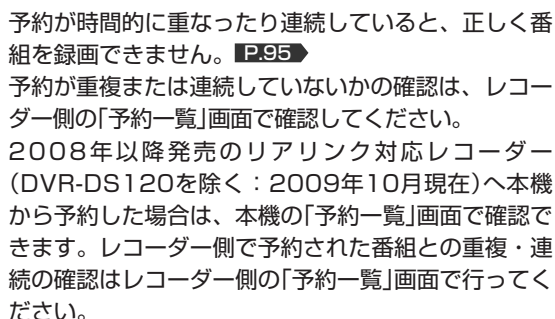 予約が時間的に重なったり連続していると、正しく番
組を録画できません。P.95
予約が重複または連続していないかの確認は、レコー
ダー側の｢予約一覧｣画面で確認してください。
2008年以降発売のリアリンク対応レコーダー
(DVR-DS120を除く：2009年10月現在)へ本機
から予約した場合は、本機の｢予約一覧｣画面で確認で
きます。レコーダー側で予約された番組との重複・連
続の確認はレコーダー側の｢予約一覧｣画面で行ってく
ださい。